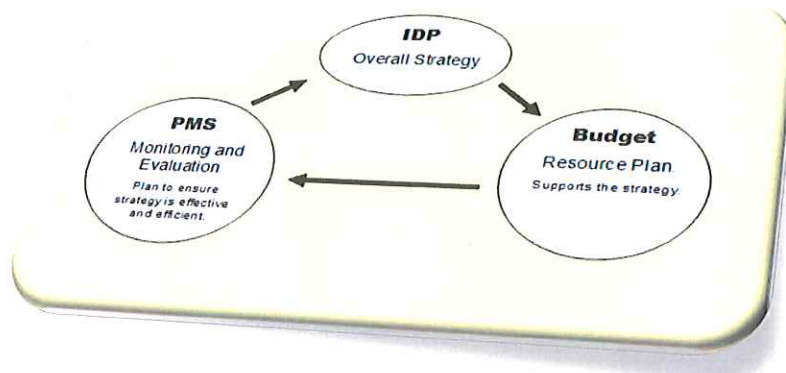 IDP
Overall Strategy
PMS
Monitoring and
Evaluation
Plan to ensure
strategy is effective
and efficient.
Budget
Resource Plan
Supports the strategy.